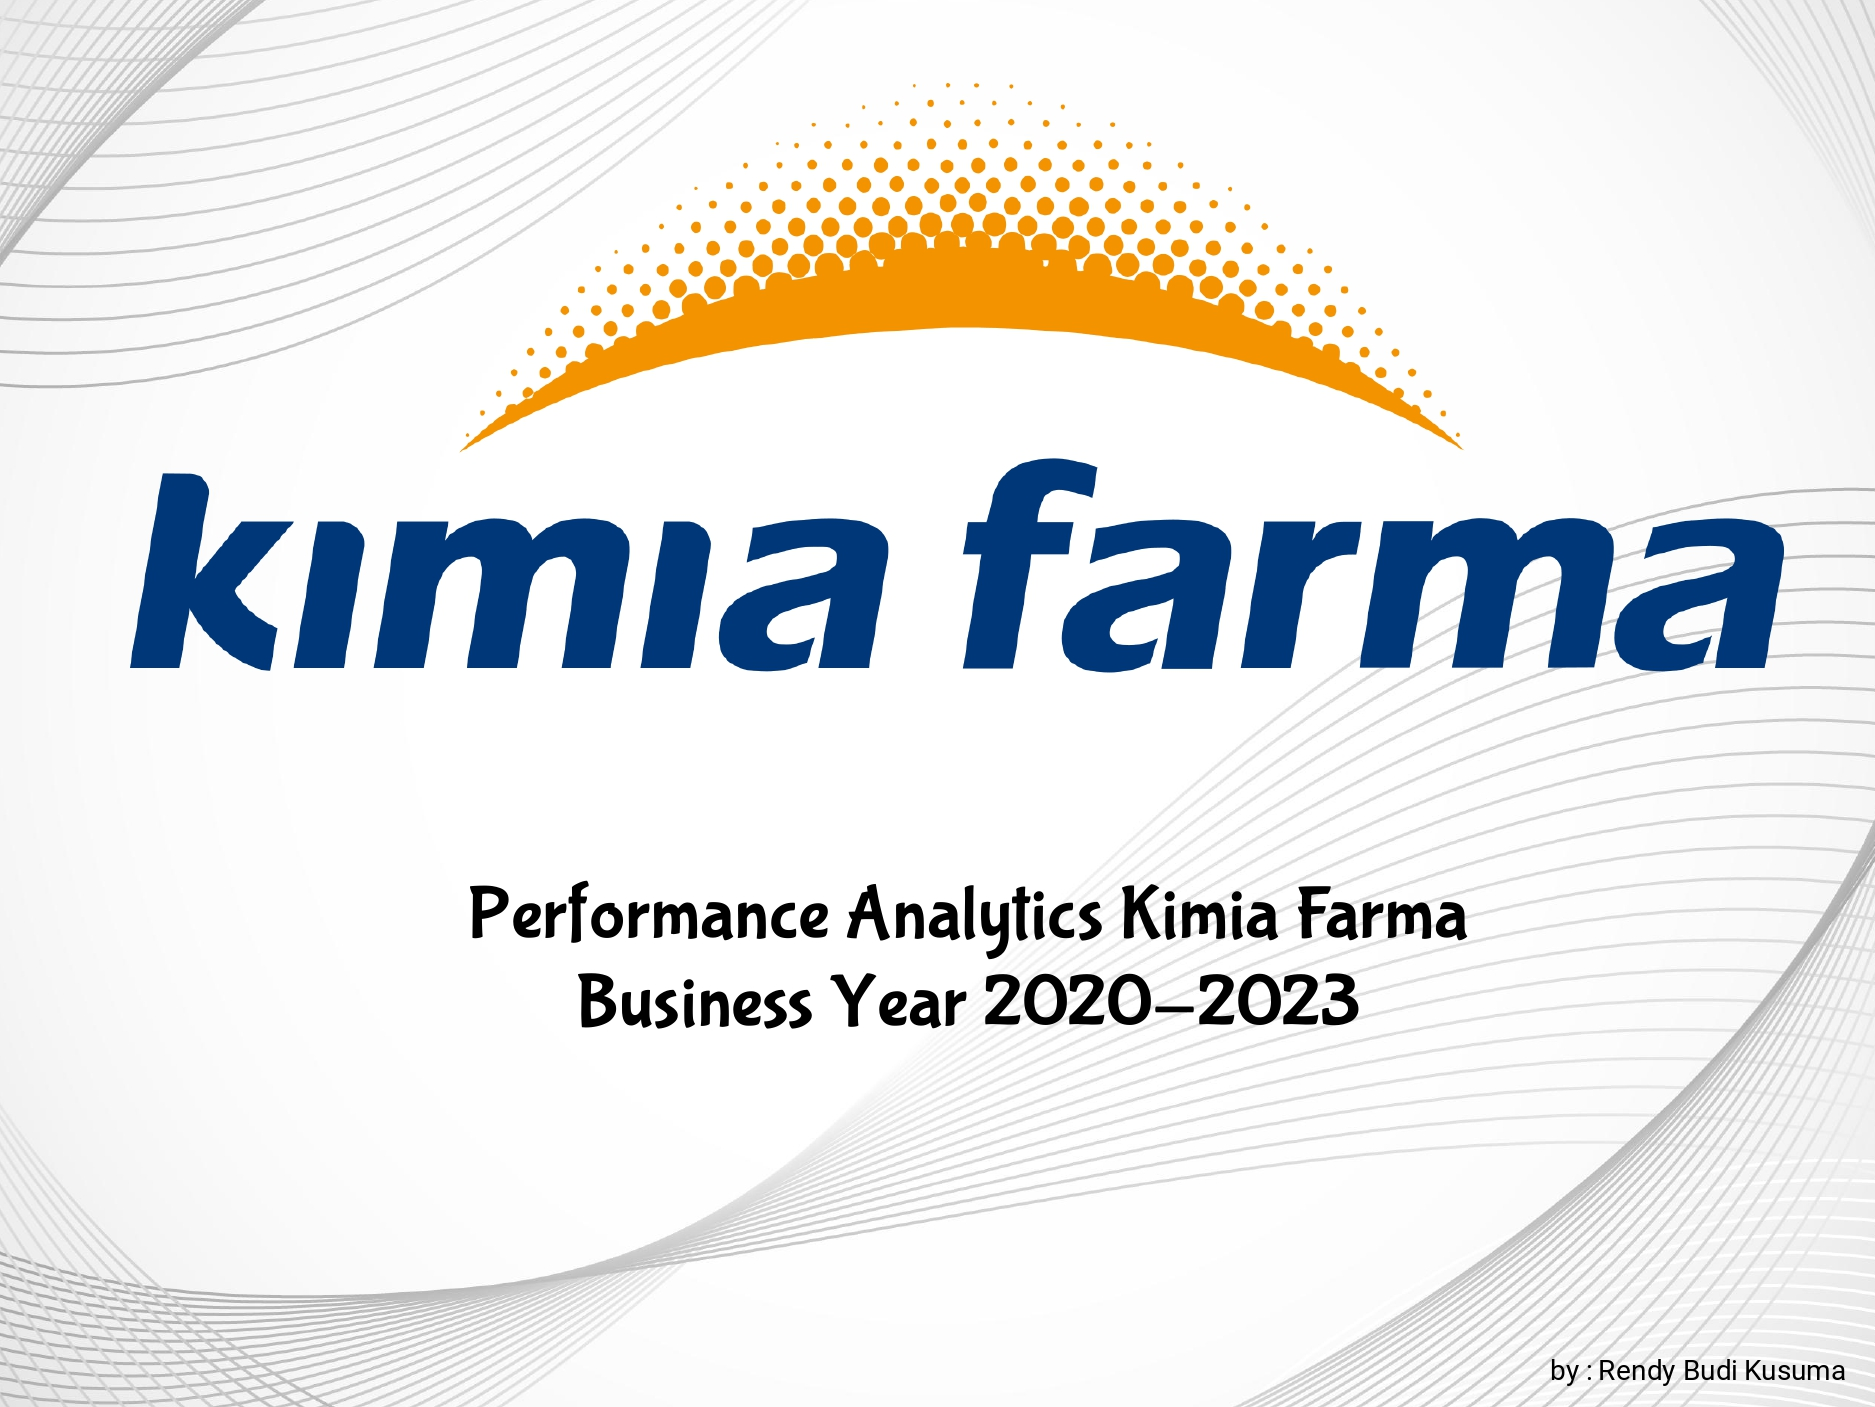 kimia farma
Performance Analytics Kimia Farma
Business Year 2020-2023
by : Rendy Budi Kusuma